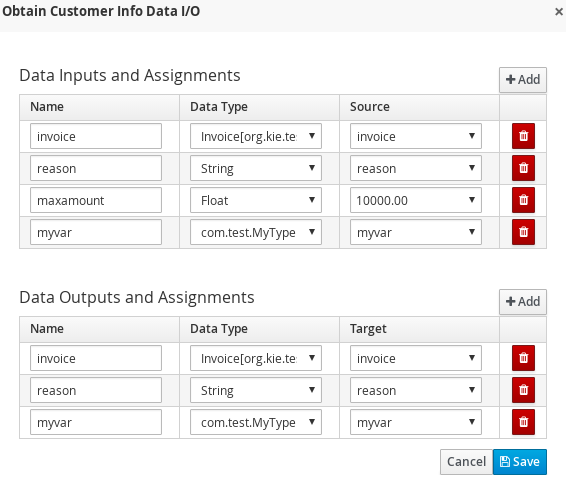 Obtain Customer Info Data I/O ×
Data Inputs and Assignments + Add
Name Data Type Source
invoice Invoice[org.kie.te: invoice
reason String reason
maxamount Float 10000.00
myvar com.test.MyType myvar
Data Outputs and Assignments + Add
Name Data Type Target
invoice Invoice[org.kie.te: invoice
reason String reason
myvar com.test.MyType myvar
Cancel Save